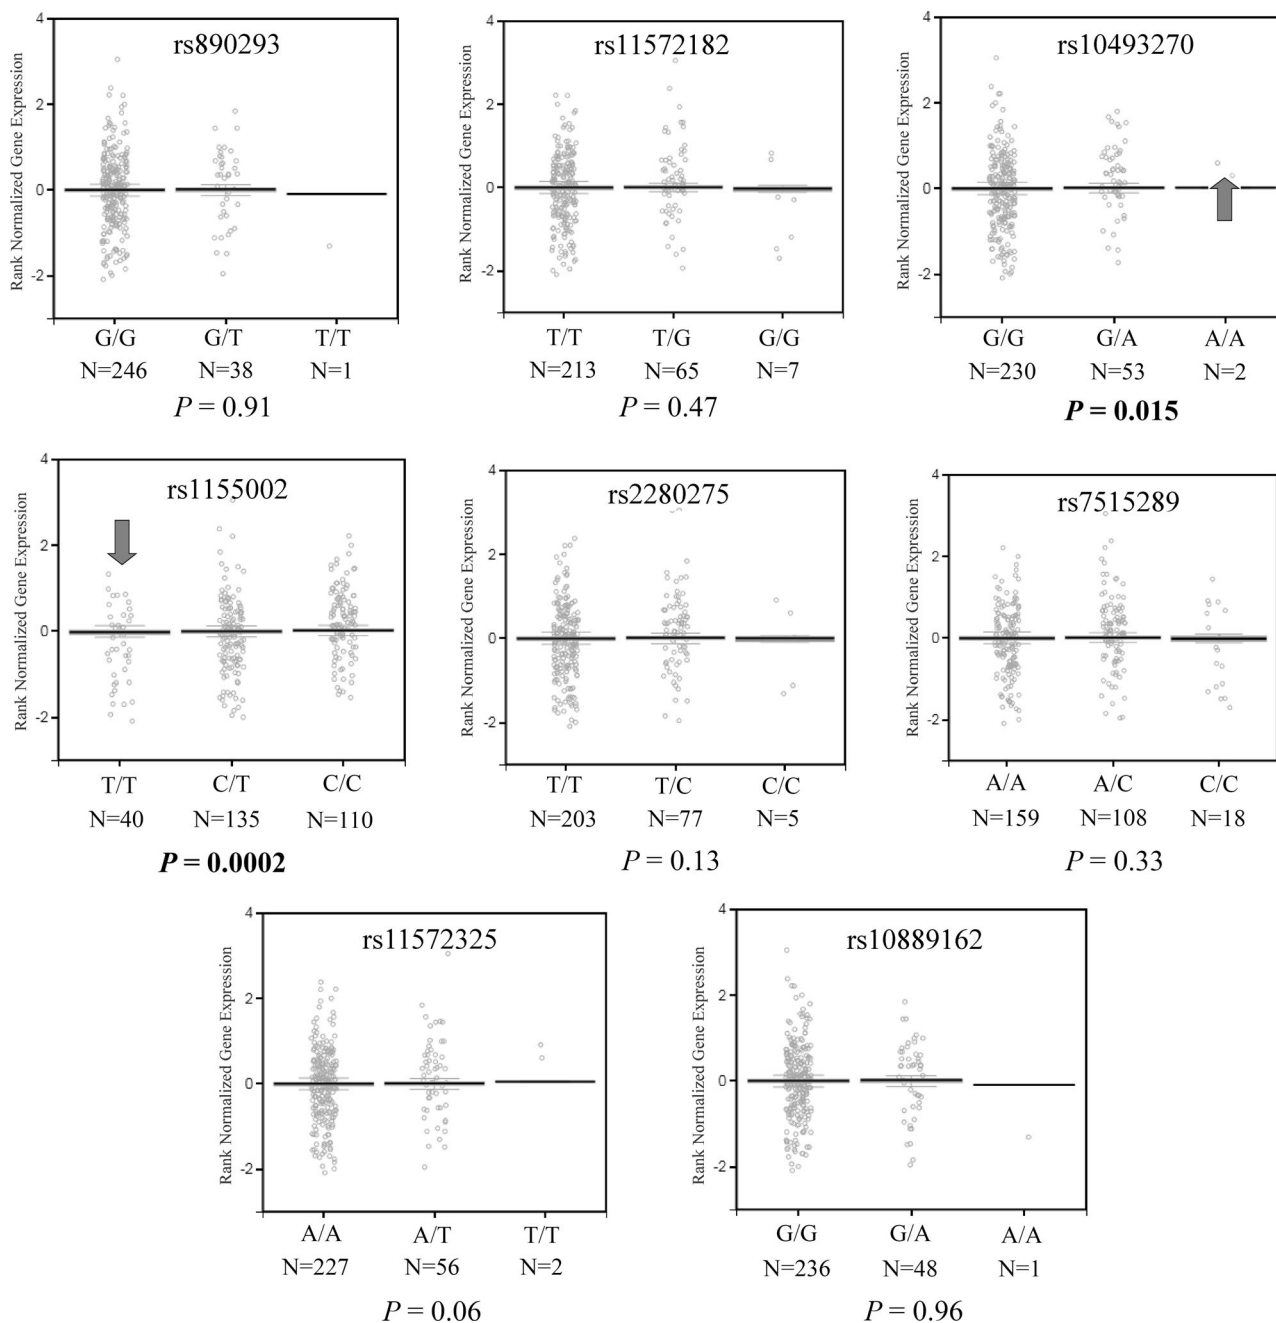 rs890293
Rank Normalized Gene Expression
4
2
0
-2
G/G G/T T/T
N=246 N=38 N=1
P = 0.91
rs11572182
Rank Normalized Gene Expression
4
2
0
-2
T/T T/G G/G
N=213 N=65 N=7
P = 0.47
rs10493270
Rank Normalized Gene Expression
4
2
0
-2
G/G G/A A/A
N=230 N=53 N=2
P = 0.015
rs1155002
Rank Normalized Gene Expression
4
2
0
-2
T/T C/T C/C
N=40 N=135 N=110
P = 0.0002
rs2280275
Rank Normalized Gene Expression
4
2
0
-2
T/T T/C C/C
N=203 N=77 N=5
P = 0.13
rs7515289
Rank Normalized Gene Expression
4
2
0
-2
A/A A/C C/C
N=159 N=108 N=18
P = 0.33
rs11572325
Rank Normalized Gene Expression
4
2
0
-2
A/A A/T T/T
N=227 N=56 N=2
P = 0.06
rs10889162
Rank Normalized Gene Expression
4
2
0
-2
G/G G/A A/A
N=236 N=48 N=1
P = 0.96